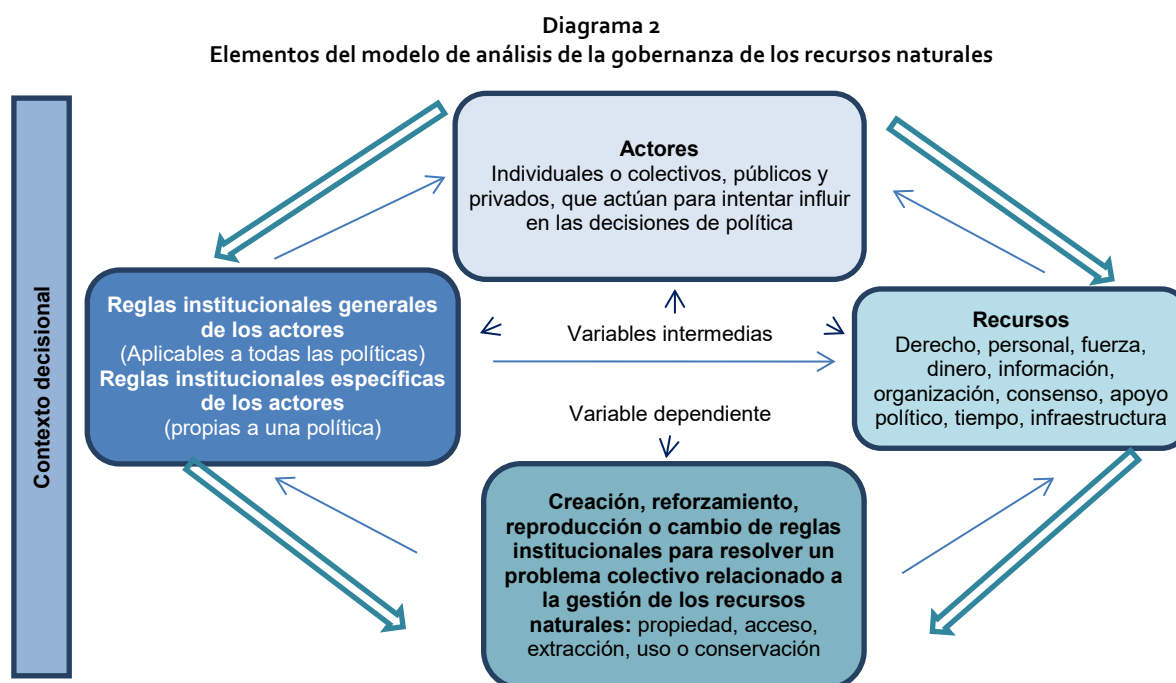 Diagrama 2
Elementos del modelo de análisis de la gobernanza de los recursos naturales
Contexto decisional
Actores
Individuales o colectivos, públicos y
privados, que actúan para intentar influir
en las decisiones de política
Reglas institucionales generales
de los actores
(Aplicables a todas las políticas)
Reglas institucionales específicas
de los actores
(propias a una política)
Variables intermedias
Variable dependiente
Recursos
Derecho, personal, fuerza,
dinero, información,
organización, consenso, apoyo
político, tiempo, infraestructura
Creación, reforzamiento,
reproducción o cambio de reglas
institucionales para resolver un
problema colectivo relacionado a
la gestión de los recursos
naturales: propiedad, acceso,
extracción, uso o conservación